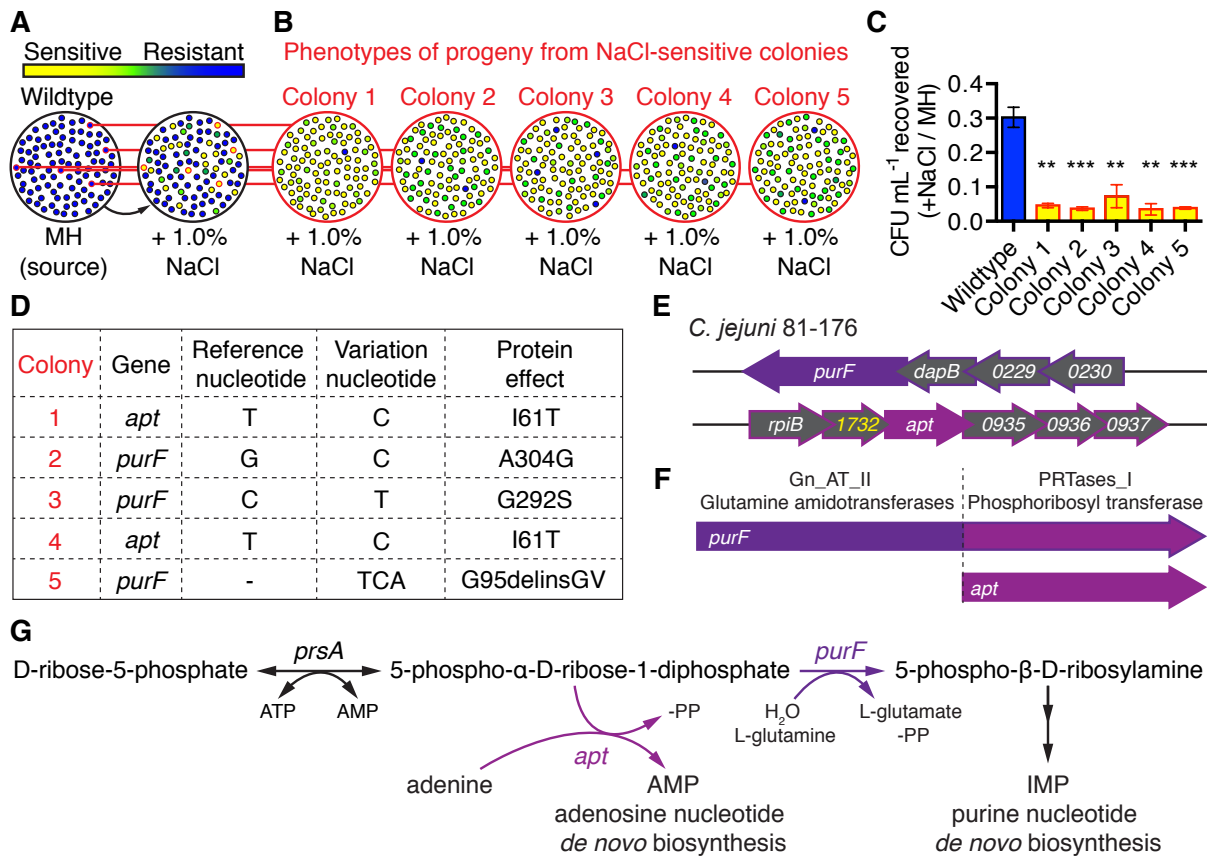 A
Sensitive Resistant
Wildtype
MH
(source)
+ 1.0%
NaCl
B
Phenotypes of progeny from NaCl-sensitive colonies
Colony 1 Colony 2 Colony 3 Colony 4 Colony 5
+ 1.0% + 1.0% + 1.0% + 1.0% + 1.0%
NaCl NaCl NaCl NaCl NaCl
C
CFU mL-1 recovered
(+NaCl / MH)
0.4
0.3
0.2
0.1
0.0
** *** ** ** ***
Wildtype
Colony 1
Colony 2
Colony 3
Colony 4
Colony 5
D
Colony Gene Reference nucleotide Variation nucleotide Protein effect
1 apt T C I61T
2 purF G C A304G
3 purF C T G292S
4 apt T C I61T
5 purF - TCA G95delinsGV
E
C. jejuni 81-176
purF dapB 0229 0230
rpiB 1732 apt 0935 0936 0937
F
Gn_AT_II PRTases_I
Glutamine amidotransferases Phosphoribosyl transferase
purF
apt
G
D-ribose-5-phosphate prsA 5-phospho-α-D-ribose-1-diphosphate purF 5-phospho-β-D-ribosylamine
ATP AMP
-PP
H2O
L-glutamine
L-glutamate
-PP
apt
adenine
AMP
adenosine nucleotide
de novo biosynthesis
IMP
purine nucleotide
de novo biosynthesis